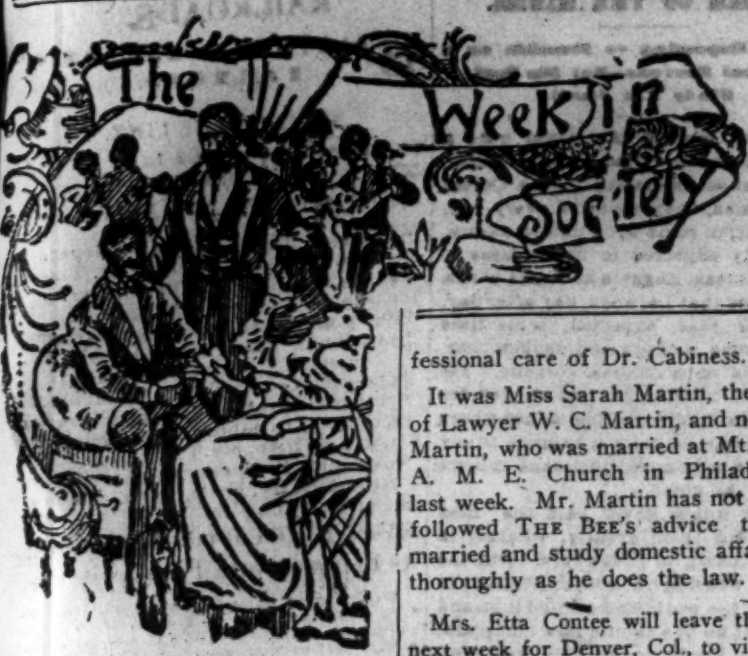 The Week in
Society
fessional care of Dr. Cabiness.
It was Miss Sarah Martin, the
of Lawyer W. C. Martin, and n
Martin, who was married at Mt.
A. M. E. Church in Philad
last week. Mr. Martin has not
followed THE BEE'S advice t
married and study domestic affa
thoroughly as he does the law.
Mrs. Etta Contee will leave th
next week for Denver, Col., to vi